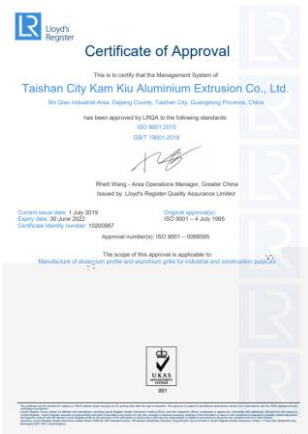 LR
Lloyd's
Register
Certificate of Approval
This is to certify that the Management System of:
Taishan City Kam Kiu Aluminium Extrusion Co., Ltd.
Shi Qiao Industrial Area, Dajiang County, Taishan City, Guangdong Province, China
has been approved by LRQA to the following standards:
ISO 9001:2015
GB/T 19001-2016
Rhett Wang - Area Operations Manager, Greater China
Issued by: Lloyd's Register Quality Assurance Limited
Current issue date: 1 July 2019
Expiry date: 30 June 2022
Certificate identity number: 10200967
Original approval(s):
ISO 9001 – 4 July 1995
Approval number(s): ISO 9001 – 0068595
The scope of this approval is applicable to:
Manufacture of aluminium profile and aluminium grille for industrial and construction purpose.
UKAS
MANAGEMENT
SYSTEMS
001